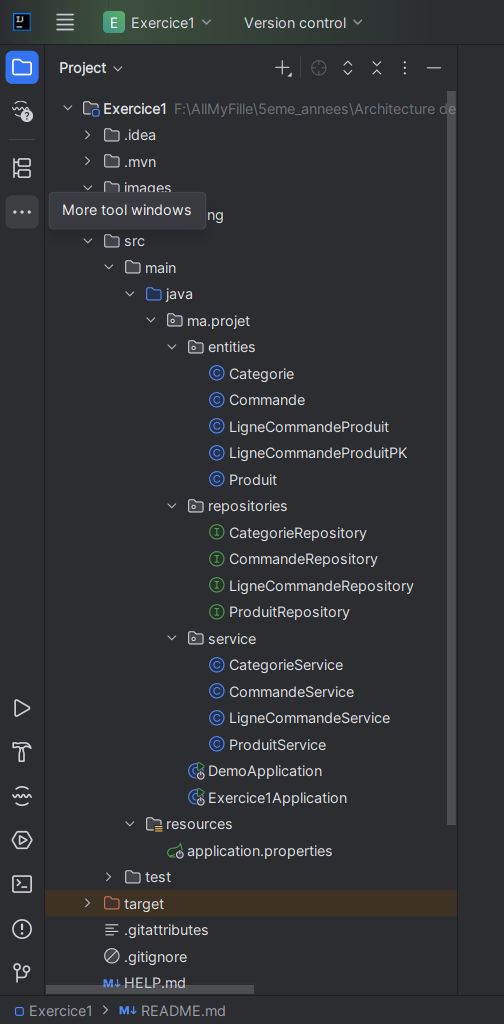 E Exercice1 Version control
Project
Exercice1 F:\AllMyFille\5eme_annees\Architecture de
.idea
.mvn
images
More tool windows
ng
src
main
java
ma.projet
entities
Categorie
Commande
LigneCommandeProduit
LigneCommandeProduitPK
Produit
repositories
CategorieRepository
CommandeRepository
LigneCommandeRepository
ProduitRepository
service
CategorieService
CommandeService
LigneCommandeService
ProduitService
DemoApplication
Exercice1Application
resources
application.properties
test
target
.gitattributes
.gitignore
M↓ HELP.md
Exercice1 M↓ README.md